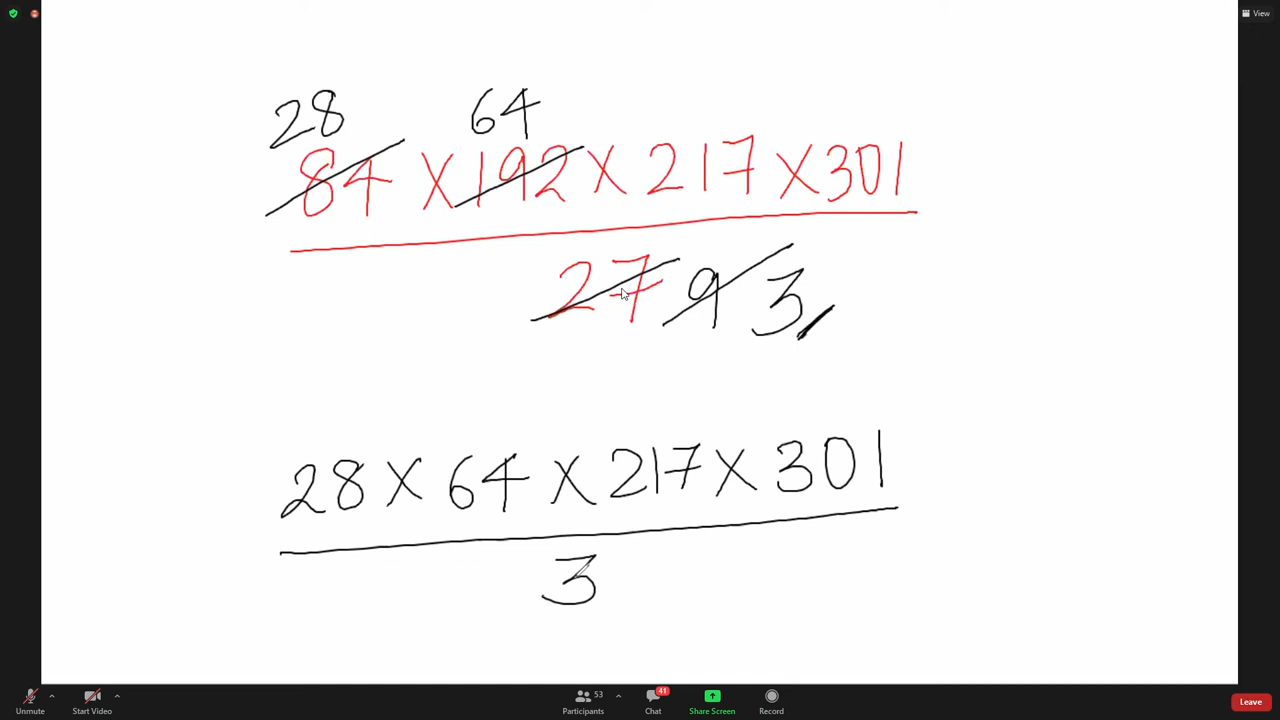 View
28 64
84 X 192 X 217 X 301
27 9 3
28 X 64 X 217 X 301
3
Unmute Start Video 53 Participants 41 Chat Share Screen Record Leave